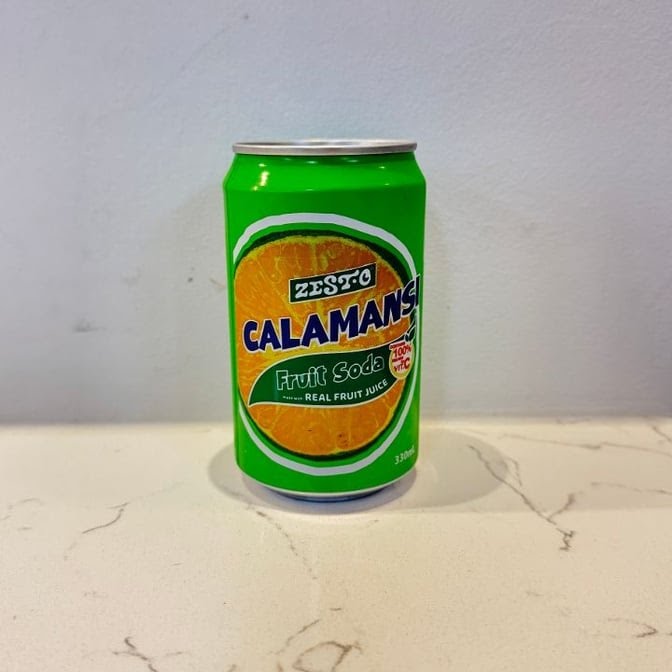 ZEST·O
CALAMANSI
Fruit Soda
REAL FRUIT JUICE
100%
VIT. C
330mL